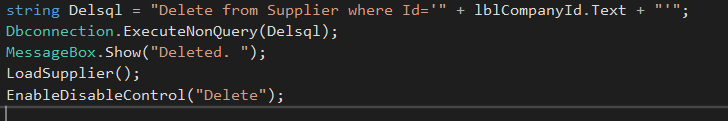 string Delsql = "Delete from Supplier where Id='" + lblCompanyId.Text + "'";
Dbconnection.ExecuteNonQuery(Delsql);
MessageBox.Show("Deleted. ");
LoadSupplier();
EnableDisableControl("Delete");